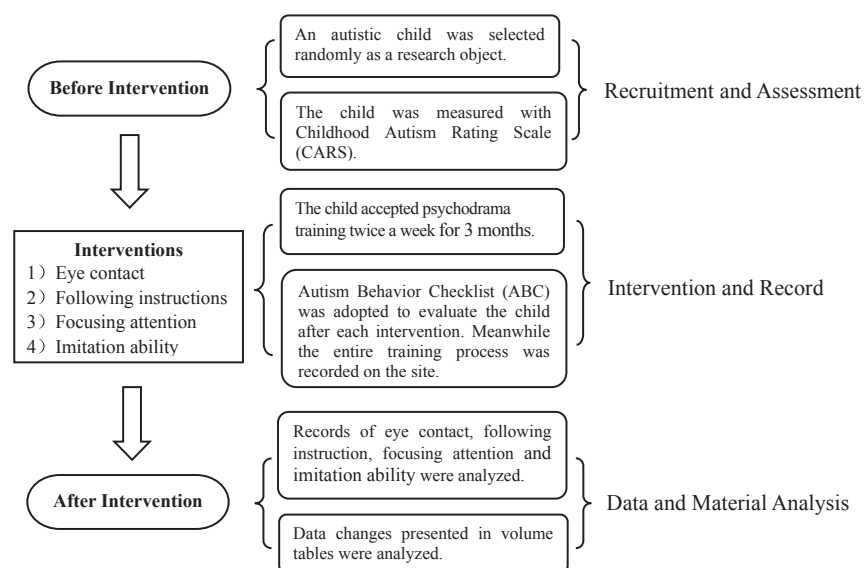 An autistic child was selected
randomly as a research object.
Before Intervention
The child was measured with
Childhood Autism Rating Scale
(CARS).
Recruitment and Assessment
Interventions
1）Eye contact
2）Following instructions
3）Focusing attention
4）Imitation ability
The child accepted psychodrama
training twice a week for 3 months.
Autism Behavior Checklist (ABC)
was adopted to evaluate the child
after each intervention. Meanwhile
the entire training process was
recorded on the site.
Intervention and Record
After Intervention
Records of eye contact, following
instruction, focusing attention and
imitation ability were analyzed.
Data changes presented in volume
tables were analyzed.
Data and Material Analysis